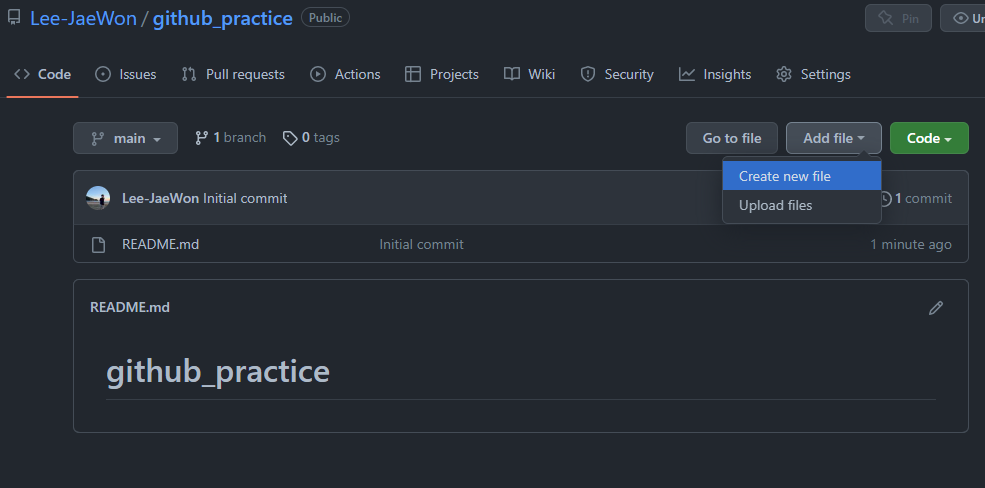 Lee-JaeWon / github_practice Public Pin
Code Issues Pull requests Actions Projects Wiki Security Insights Settings
main 1 branch 0 tags Go to file Add file Code
Create new file
Upload files
Lee-JaeWon Initial commit 1 commit
README.md Initial commit 1 minute ago
README.md
github_practice